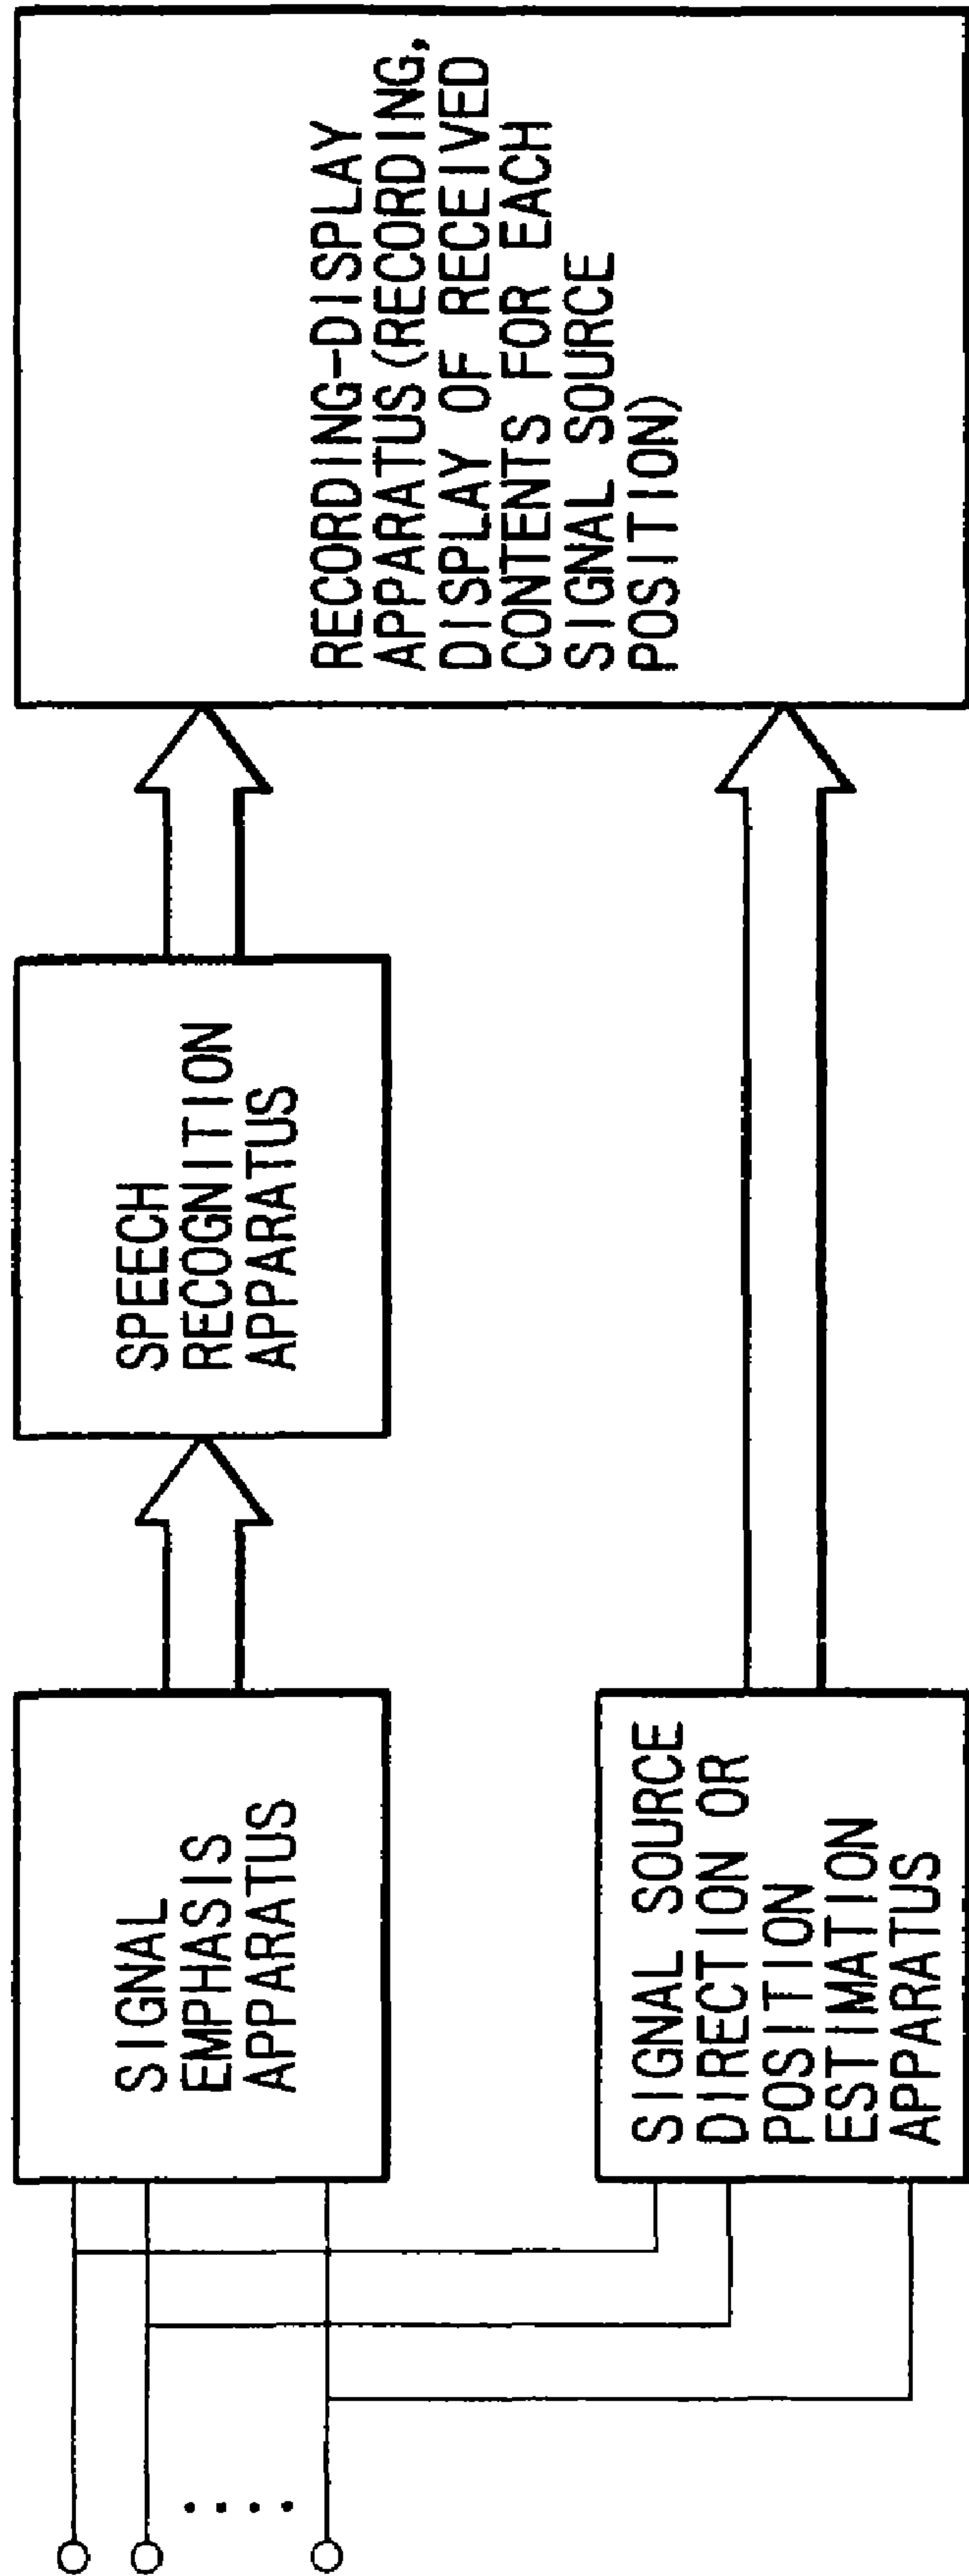 SIGNAL
EMPHASIS
APPARATUS
SPEECH
RECOGNITION
APPARATUS
RECORDING-DISPLAY
APPARATUS(RECORDING,
DISPLAY OF RECEIVED
CONTENTS FOR EACH
SIGNAL SOURCE
POSITION)
SIGNAL SOURCE
DIRECTION OR
POSITION
ESTIMATION
APPARATUS